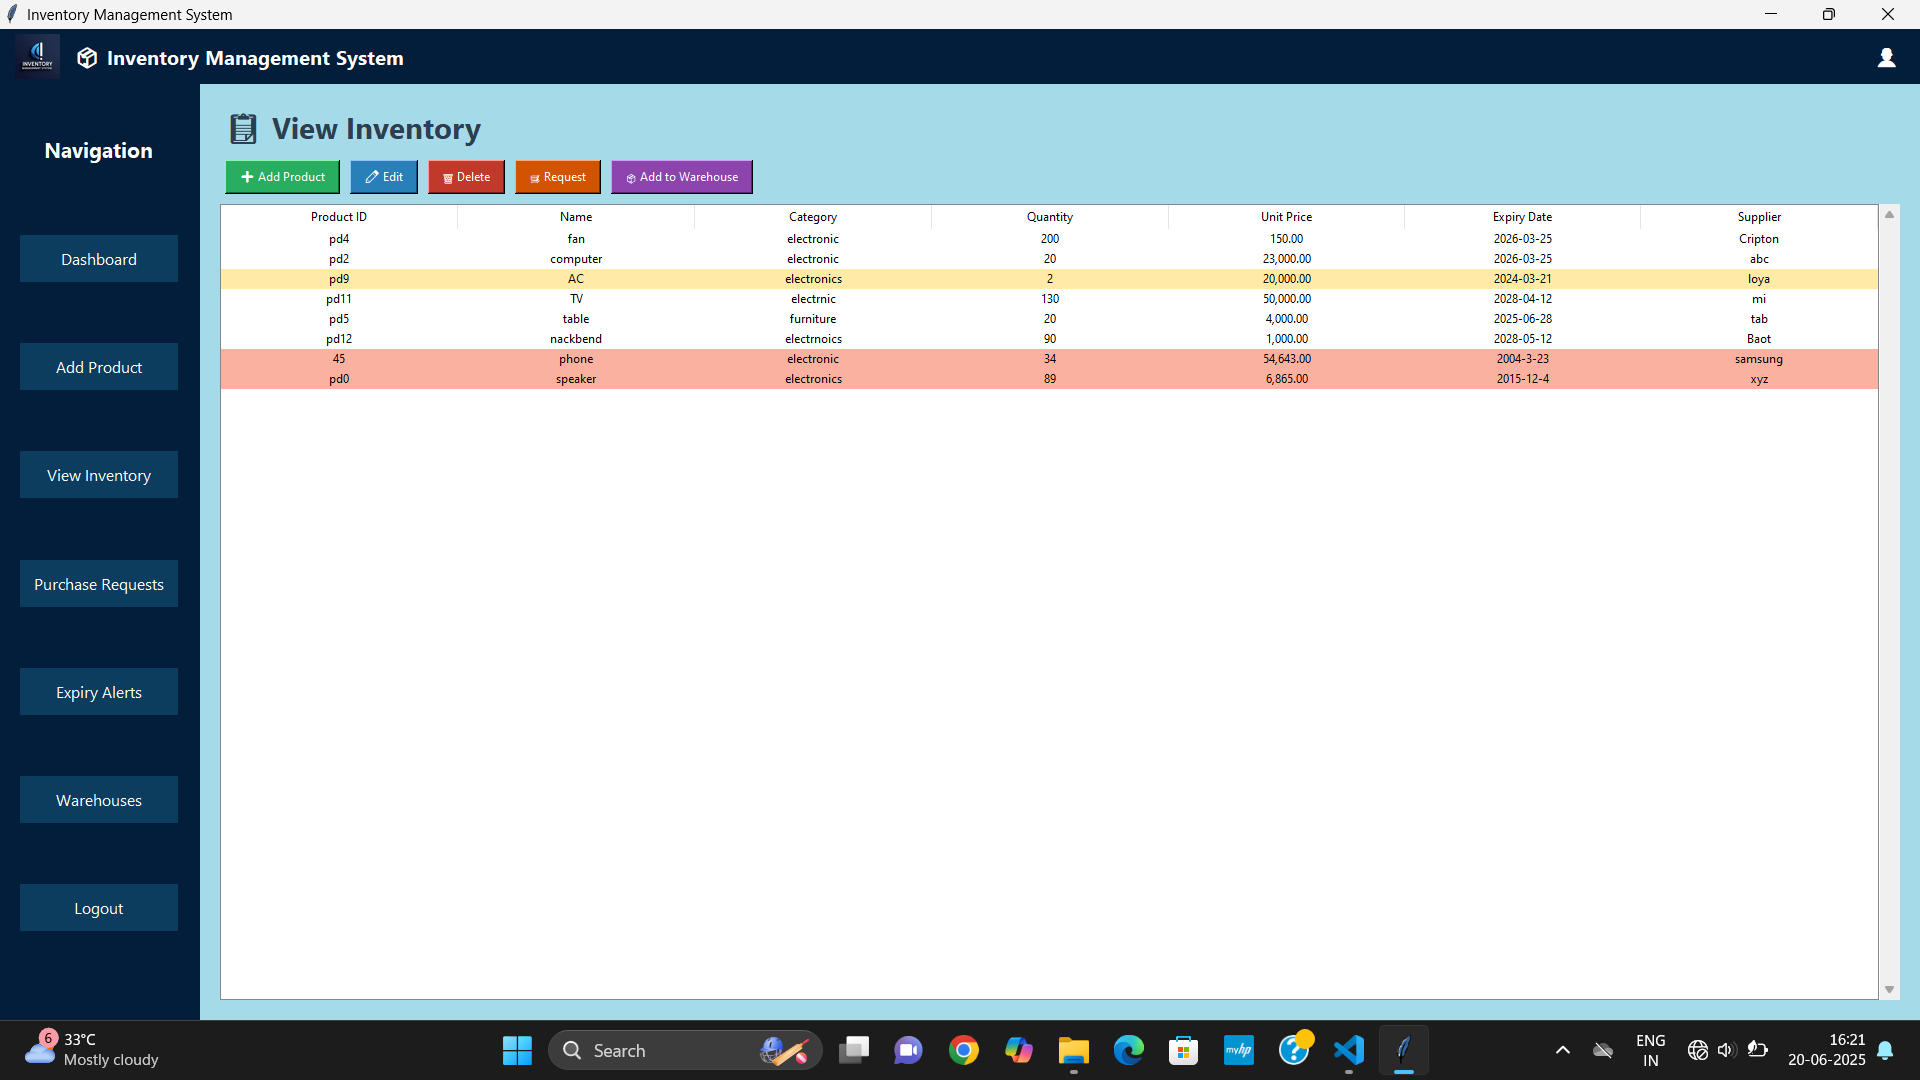 Inventory Management System
INVENTORY
Inventory Management System
Navigation
Dashboard
Add Product
View Inventory
Purchase Requests
Expiry Alerts
Warehouses
Logout
View Inventory
Add Product Edit Delete Request Add to Warehouse
Product ID Name Category Quantity Unit Price Expiry Date Supplier
pd4 fan electronic 200 150.00 2026-03-25 Cripton
pd2 computer electronic 20 23,000.00 2026-03-25 abc
pd9 AC electronics 2 20,000.00 2024-03-21 loya
pd11 TV electrnic 130 50,000.00 2028-04-12 mi
pd5 table furniture 20 4,000.00 2025-06-28 tab
pd12 nackbend electrnoics 90 1,000.00 2028-05-12 Baot
45 phone electronic 34 54,643.00 2004-3-23 samsung
pd0 speaker electronics 89 6,865.00 2015-12-4 xyz
6
33°C
Mostly cloudy
Search
myhp
ENG
IN
16:21
20-06-2025